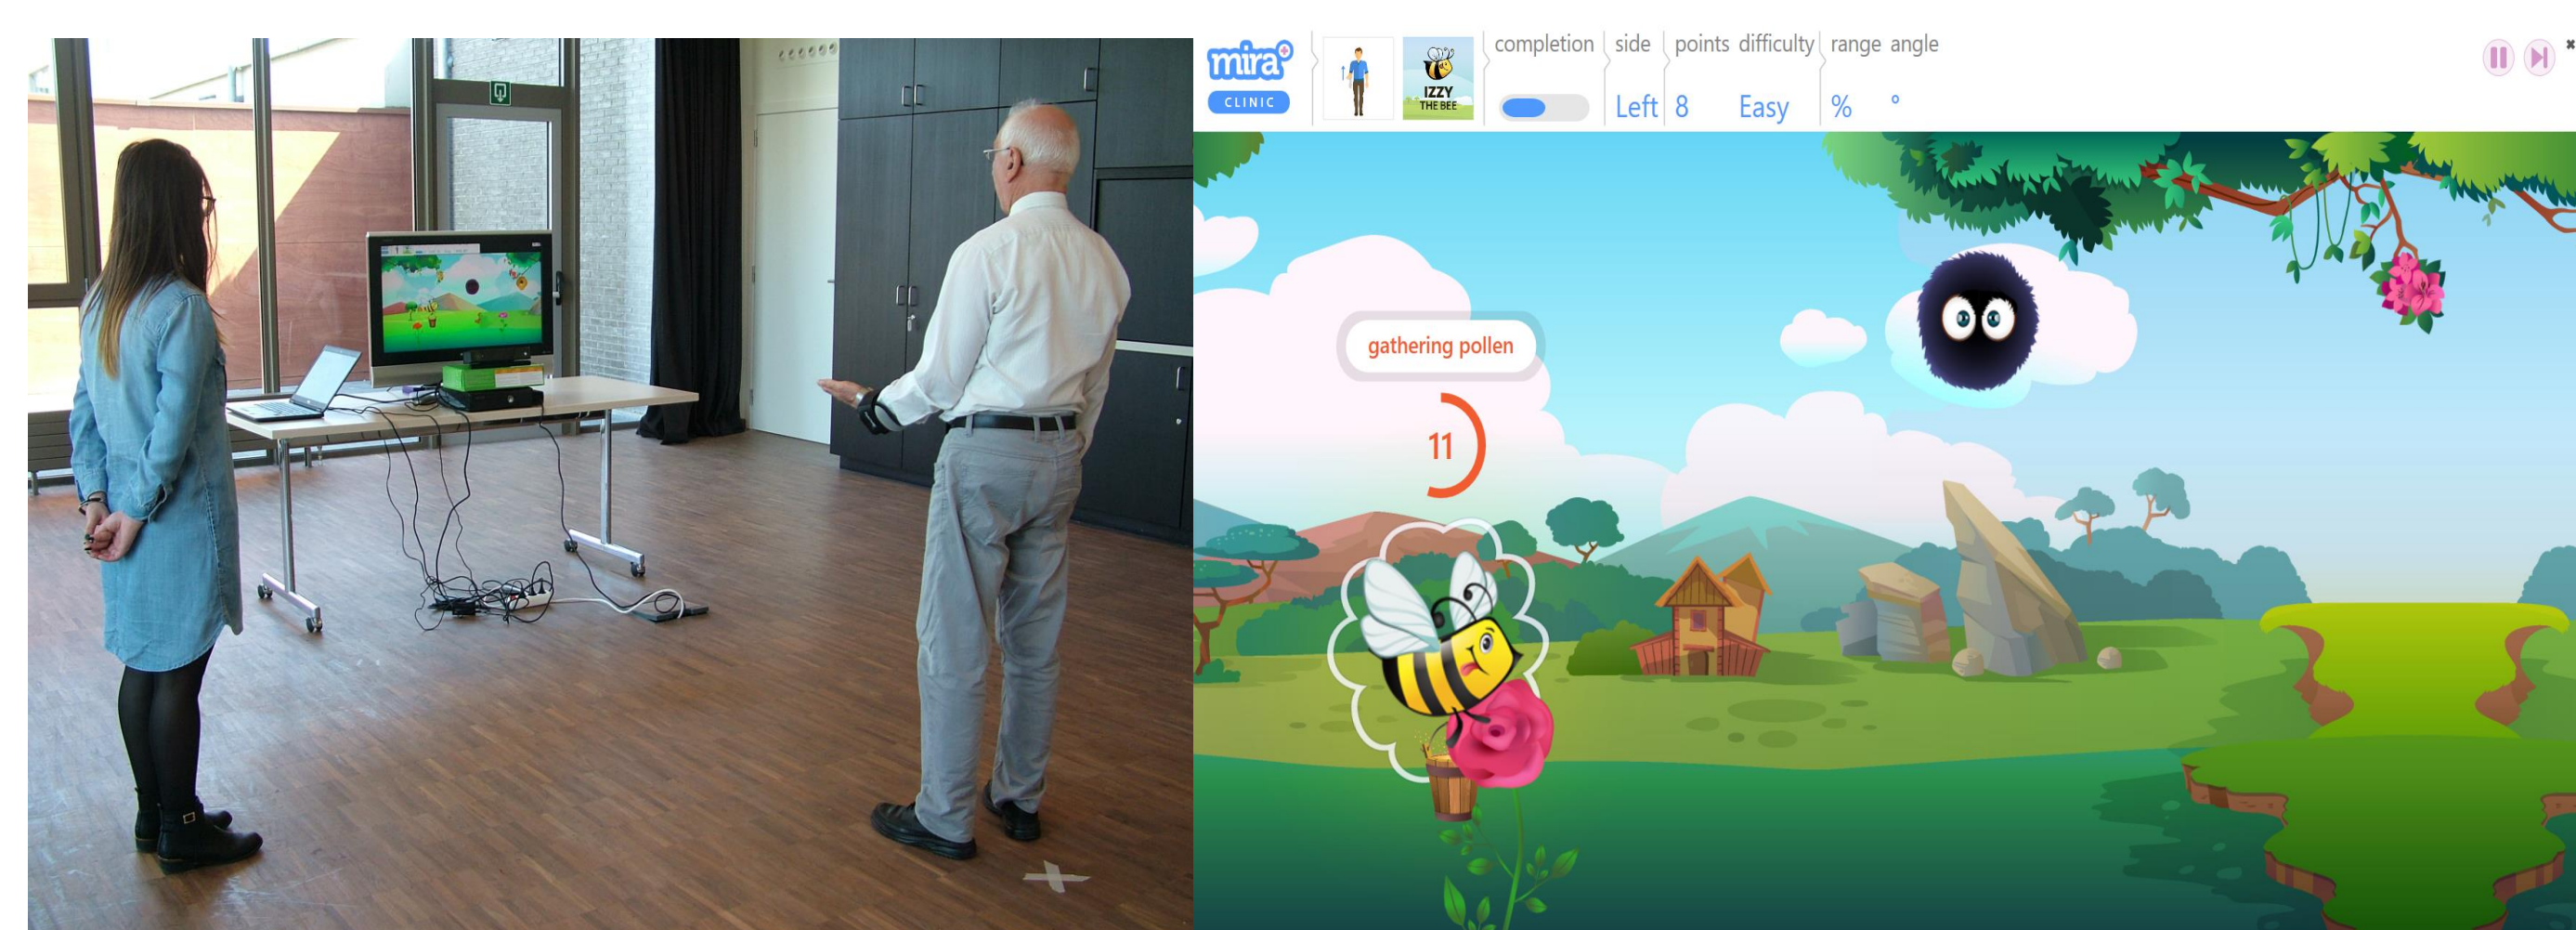 mira
CLINIC
IZZY
THE BEE
completion
side
Left
points
8
difficulty
Easy
range
%
angle
°
gathering pollen
11